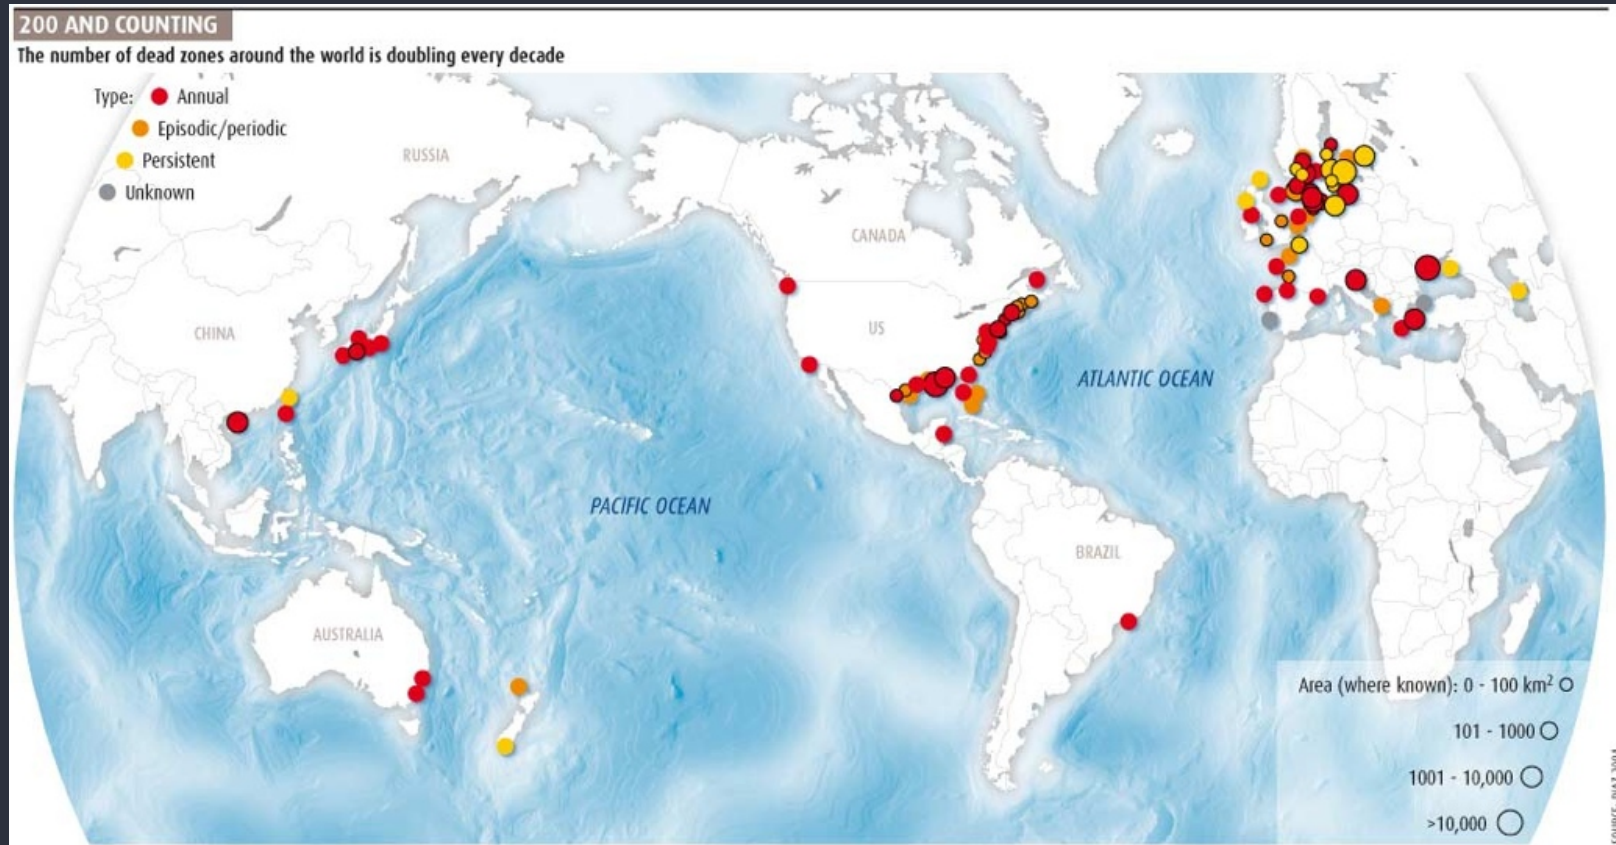 200 AND COUNTING
The number of dead zones around the world is doubling every decade
Type: Annual
Episodic/periodic
Persistent
Unknown
RUSSIA
CANADA
CHINA
US
ATLANTIC OCEAN
PACIFIC OCEAN
BRAZIL
AUSTRALIA
Area (where known): 0 - 100 km²
101 - 1000
1001 - 10,000
>10,000